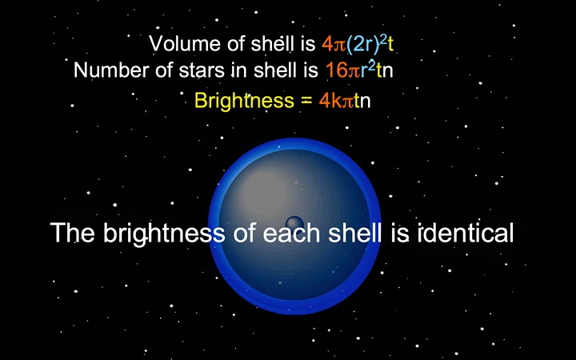 Volume of shell is 4π(2r)²t
Number of stars in shell is 16πr²tn
Brightness = 4kπtn
The brightness of each shell is identical